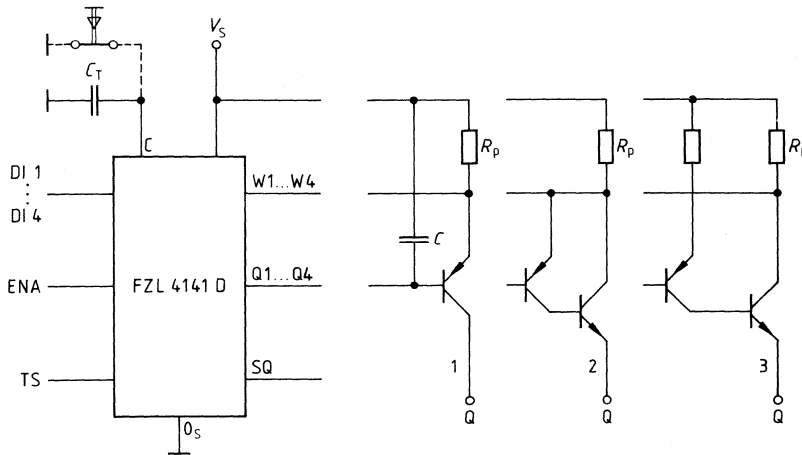 V_S
C_T
C
DI 1
⋮
DI 4
W1...W4
R_p
R_p
R
C
ENA
FZL 4141 D
Q1...Q4
TS
SQ
1
2
3
0_S
Q
Q
Q